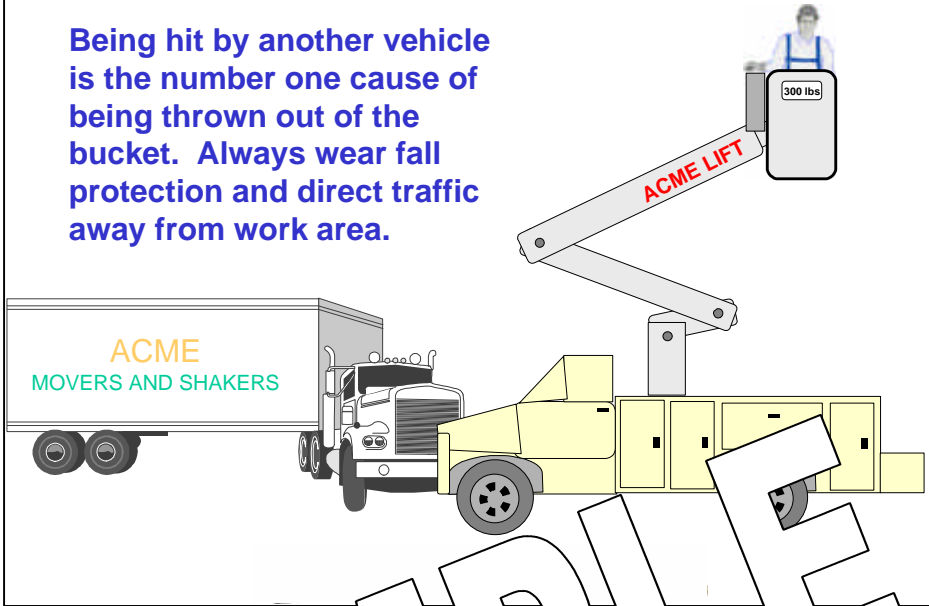 Being hit by another vehicle
is the number one cause of
being thrown out of the
bucket.  Always wear fall
protection and direct traffic
away from work area.
300 lbs
ACME LIFT
ACME
MOVERS AND SHAKERS